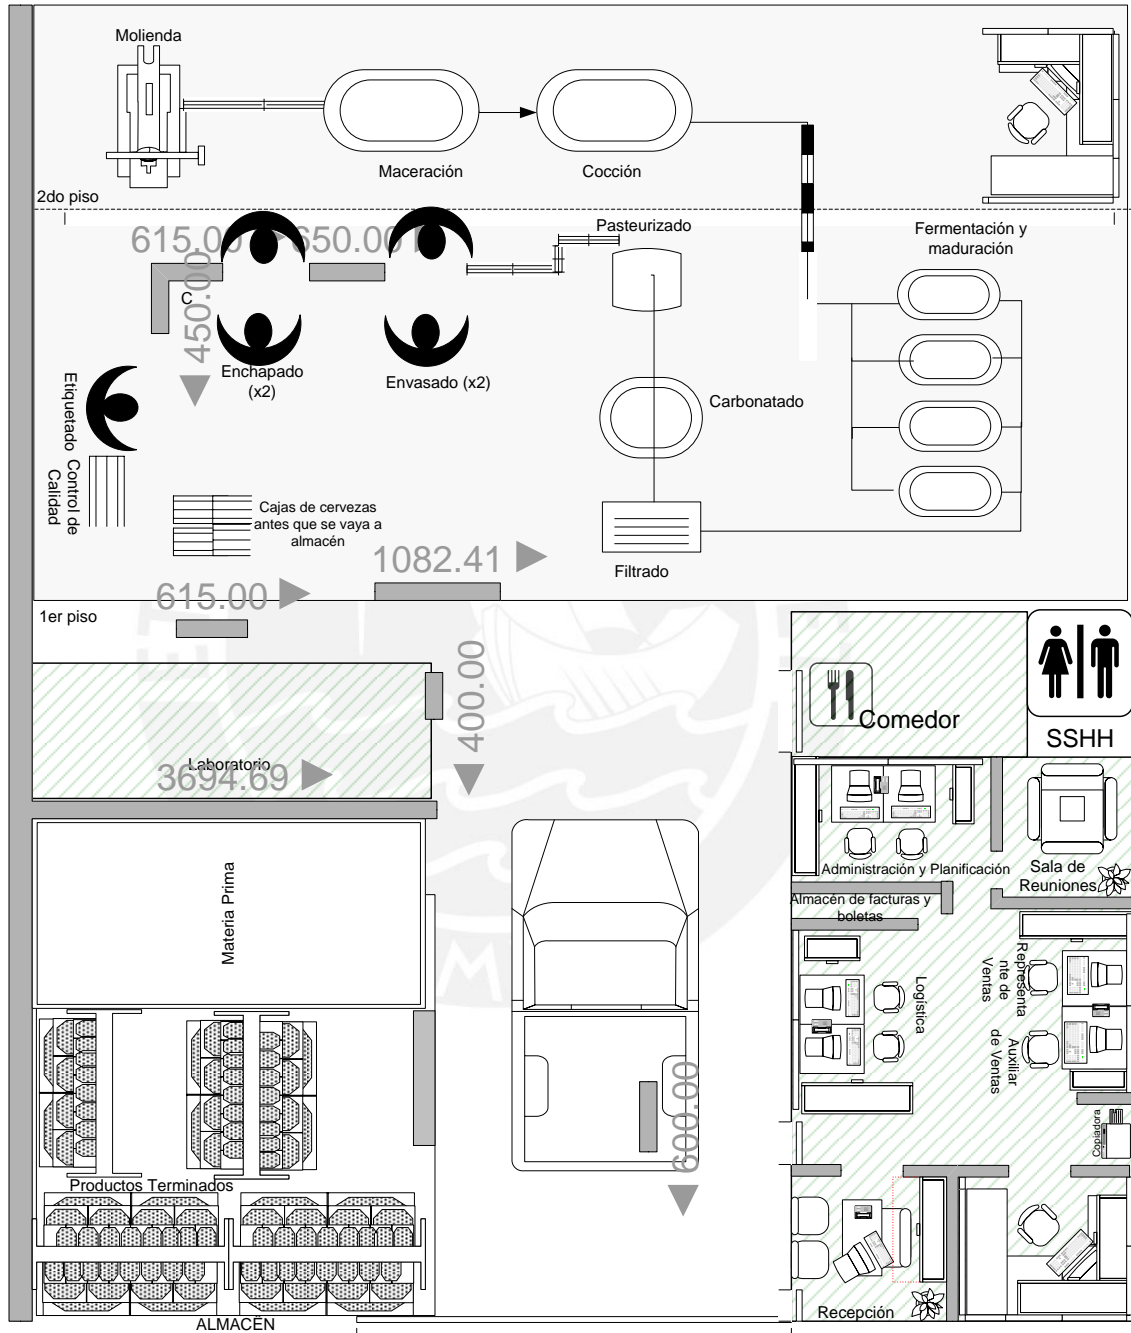 Molienda
Maceración
Cocción
2do piso
615.00
650.00
Pasteurizado
Fermentación y
maduración
C
450.00
Enchapado
(x2)
Envasado (x2)
Carbonatado
Etiquetado
Control de
Calidad
Cajas de cervezas
antes que se vaya a
almacén
1082.41
Filtrado
615.00
1er piso
400.00
Comedor
SSHH
Laboratorio
3694.69
Administración y Planificación
Sala de
Reuniones
Almacén de facturas y
boletas
Materia Prima
Logística
Representa
nte de
Ventas
Auxiliar
de Ventas
600.00
Copiadora
Productos Terminados
Recepción
ALMACËN